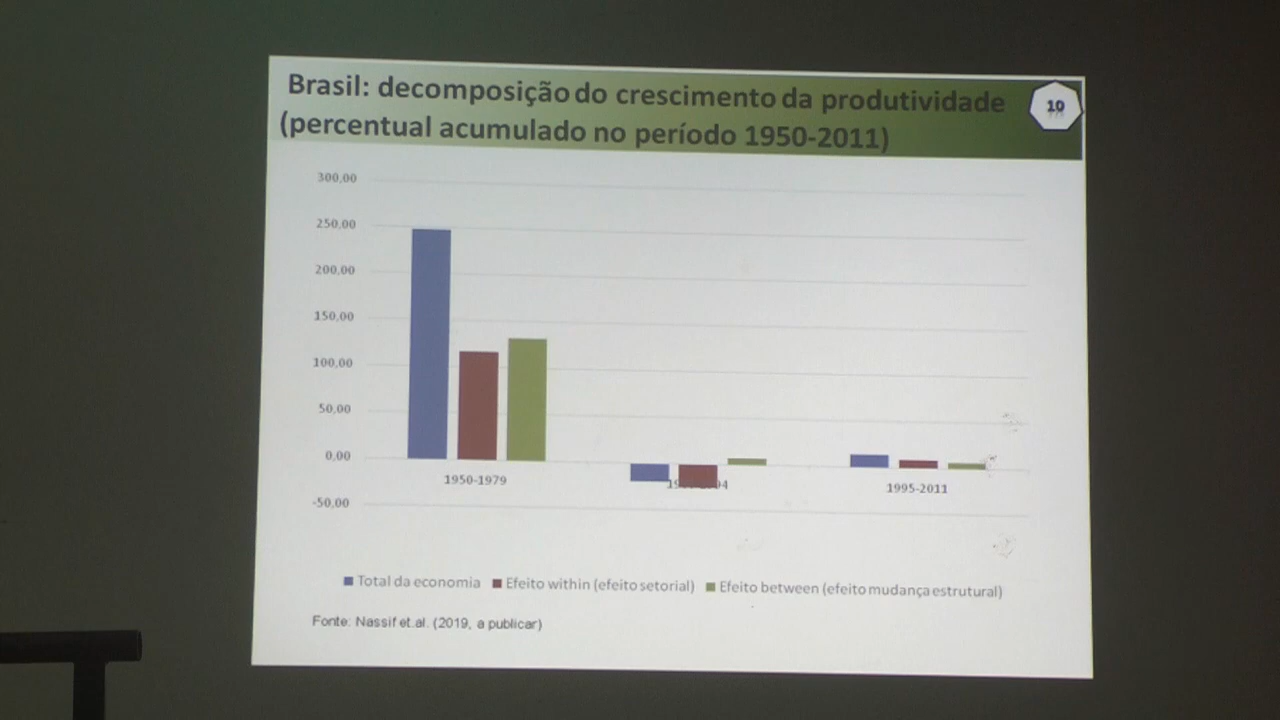 Brasil: decomposição do crescimento da produtividade
(percentual acumulado no período 1950-2011)
10
300,00
250,00
200,00
150,00
100,00
50,00
0,00
-50,00
1950-1979
1995-2011
Total da economia
Efeito within (efeito setorial)
Efeito between (efeito mudança estrutural)
Fonte: Nassif et.al. (2019, a publicar)